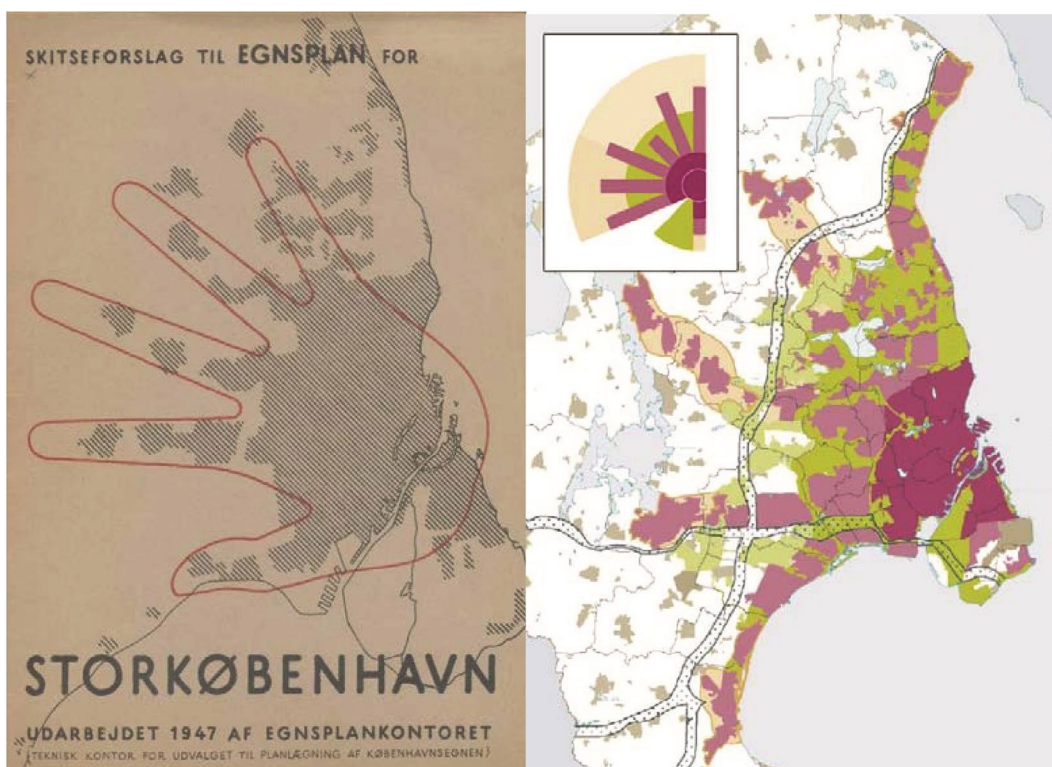 SKITSEFORSLAG TIL EGNSPLAN FOR
STORKØBENHAVN
UDARBEJDET 1947 AF EGNSPLANKONTORET
(TEKNISK KONTOR FOR UDVALGET TIL PLANLÆGNING AF KØBENHAVNSEGNEN)